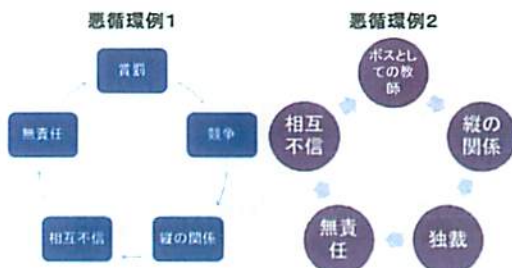 悪循環例1
賞罰
競争
縦の関係
相互不信
無責任
悪循環例2
ボスとし
ての教
師
縦の
関係
独裁
無責
任
相互
不信